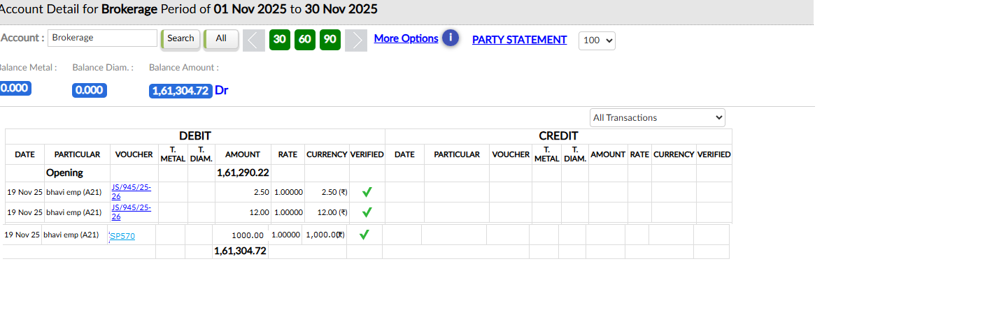 Account Detail for Brokerage Period of 01 Nov 2025 to 30 Nov 2025
Account : Brokerage Search All 30 60 90 More Options i PARTY STATEMENT 100
Balance Metal : Balance Diam. : Balance Amount :
0.000 0.000 1,61,304.72 Dr
All Transactions
DEBIT CREDIT
DATE PARTICULAR VOUCHER T. METAL T. DIAM. AMOUNT RATE CURRENCY VERIFIED DATE PARTICULAR VOUCHER T. METAL T. DIAM. AMOUNT RATE CURRENCY VERIFIED
Opening 1,61,290.22
19 Nov 25 bhavi emp (A21) JS/945/25-26 2.50 1.00000 2.50 (₹)
19 Nov 25 bhavi emp (A21) JS/945/25-26 12.00 1.00000 12.00 (₹)
19 Nov 25 bhavi emp (A21) SP570 1000.00 1.00000 1,000.00(₹)
1,61,304.72